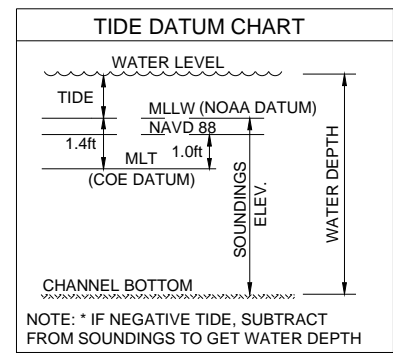 TIDE DATUM CHART
WATER LEVEL
TIDE
MLLW (NOAA DATUM)
NAVD 88
1.4ft
1.0ft
MLT
(COE DATUM)
SOUNDINGS
ELEV.
WATER DEPTH
CHANNEL BOTTOM
NOTE: * IF NEGATIVE TIDE, SUBTRACT
FROM SOUNDINGS TO GET WATER DEPTH